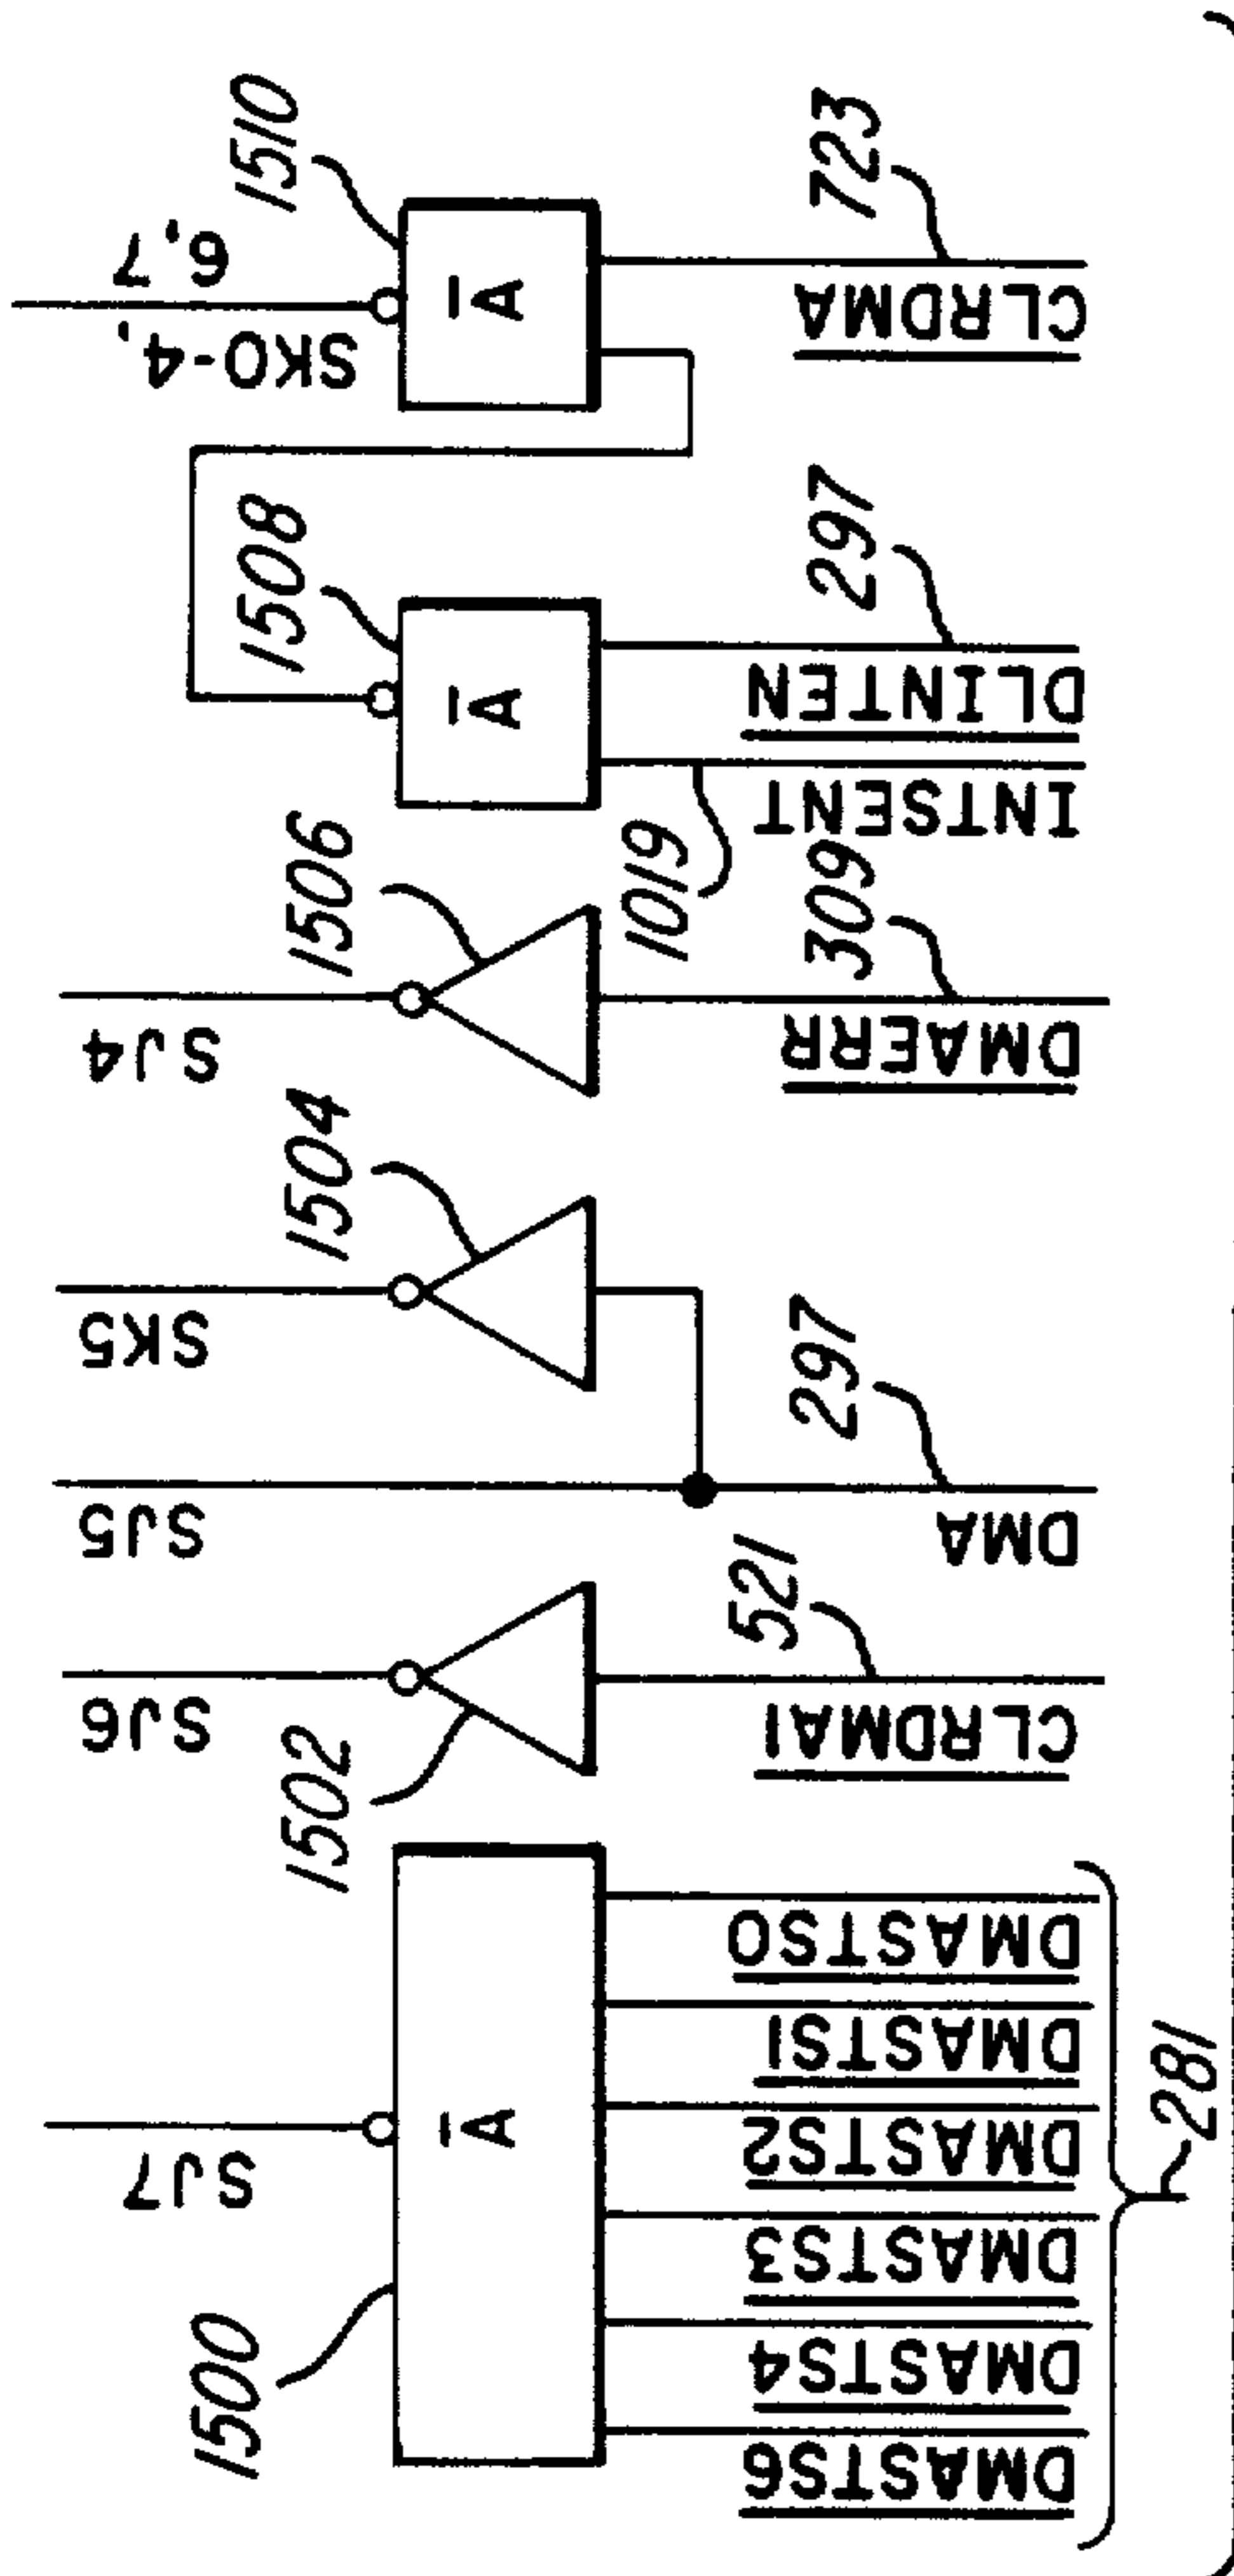 SJ7
1500
Ā
DMASTS6
DMASTS4
DMASTS3
DMASTS2
DMASTS1
DMASTS0
281
SJ6
1502
CLRDMA1
521
SJ5
DMA
297
SK5
1504
SJ4
1506
DMAERR
309
1508
Ā
1019
INTSENT
DLINTEN
297
SK0-4,
6,7
1510
Ā
CLRDMA
723